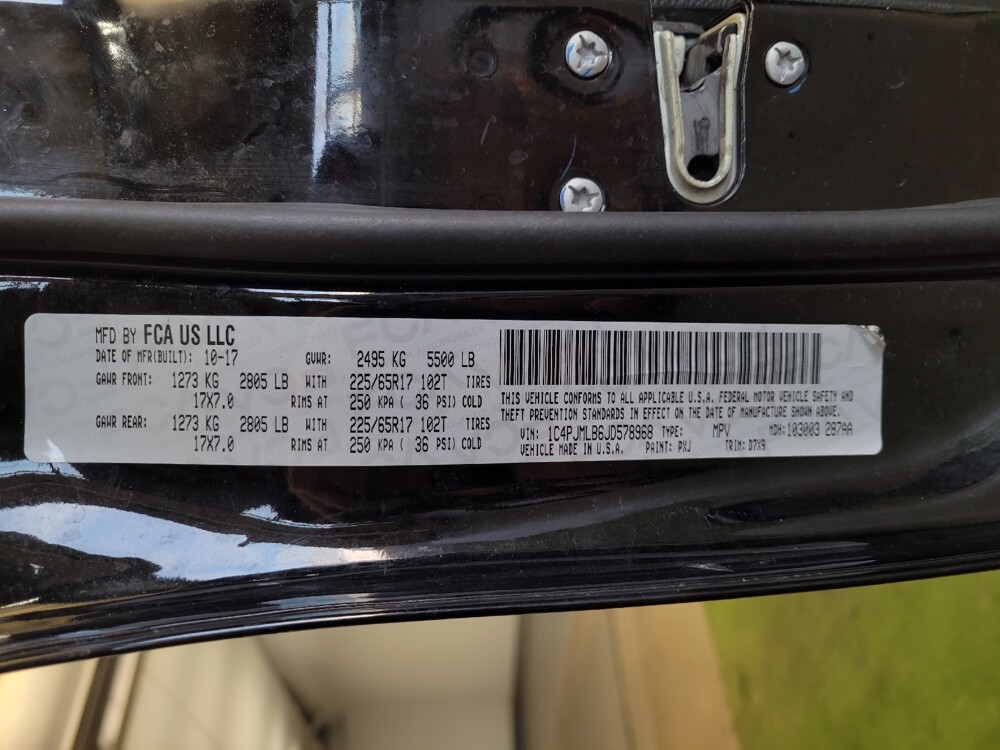 MFD BY FCA US LLC
DATE OF MFR(BUILT): 10-17 GVWR: 2495 KG 5500 LB
GAWR FRONT: 1273 KG 2805 LB WITH 225/65R17 102T TIRES
17X7.0 RIMS AT 250 KPA ( 36 PSI) COLD
GAWR REAR: 1273 KG 2805 LB WITH 225/65R17 102T TIRES
17X7.0 RIMS AT 250 KPA ( 36 PSI) COLD
THIS VEHICLE CONFORMS TO ALL APPLICABLE U.S.A. FEDERAL MOTOR VEHICLE SAFETY AND
THEFT PREVENTION STANDARDS IN EFFECT ON THE DATE OF MANUFACTURE SHOWN ABOVE.
VIN: 1C4PJMLB6JD578968 TYPE: MPV MDH: 103003 287AA
VEHICLE MADE IN U.S.A. PAINT: PXJ TRIM: D7X9